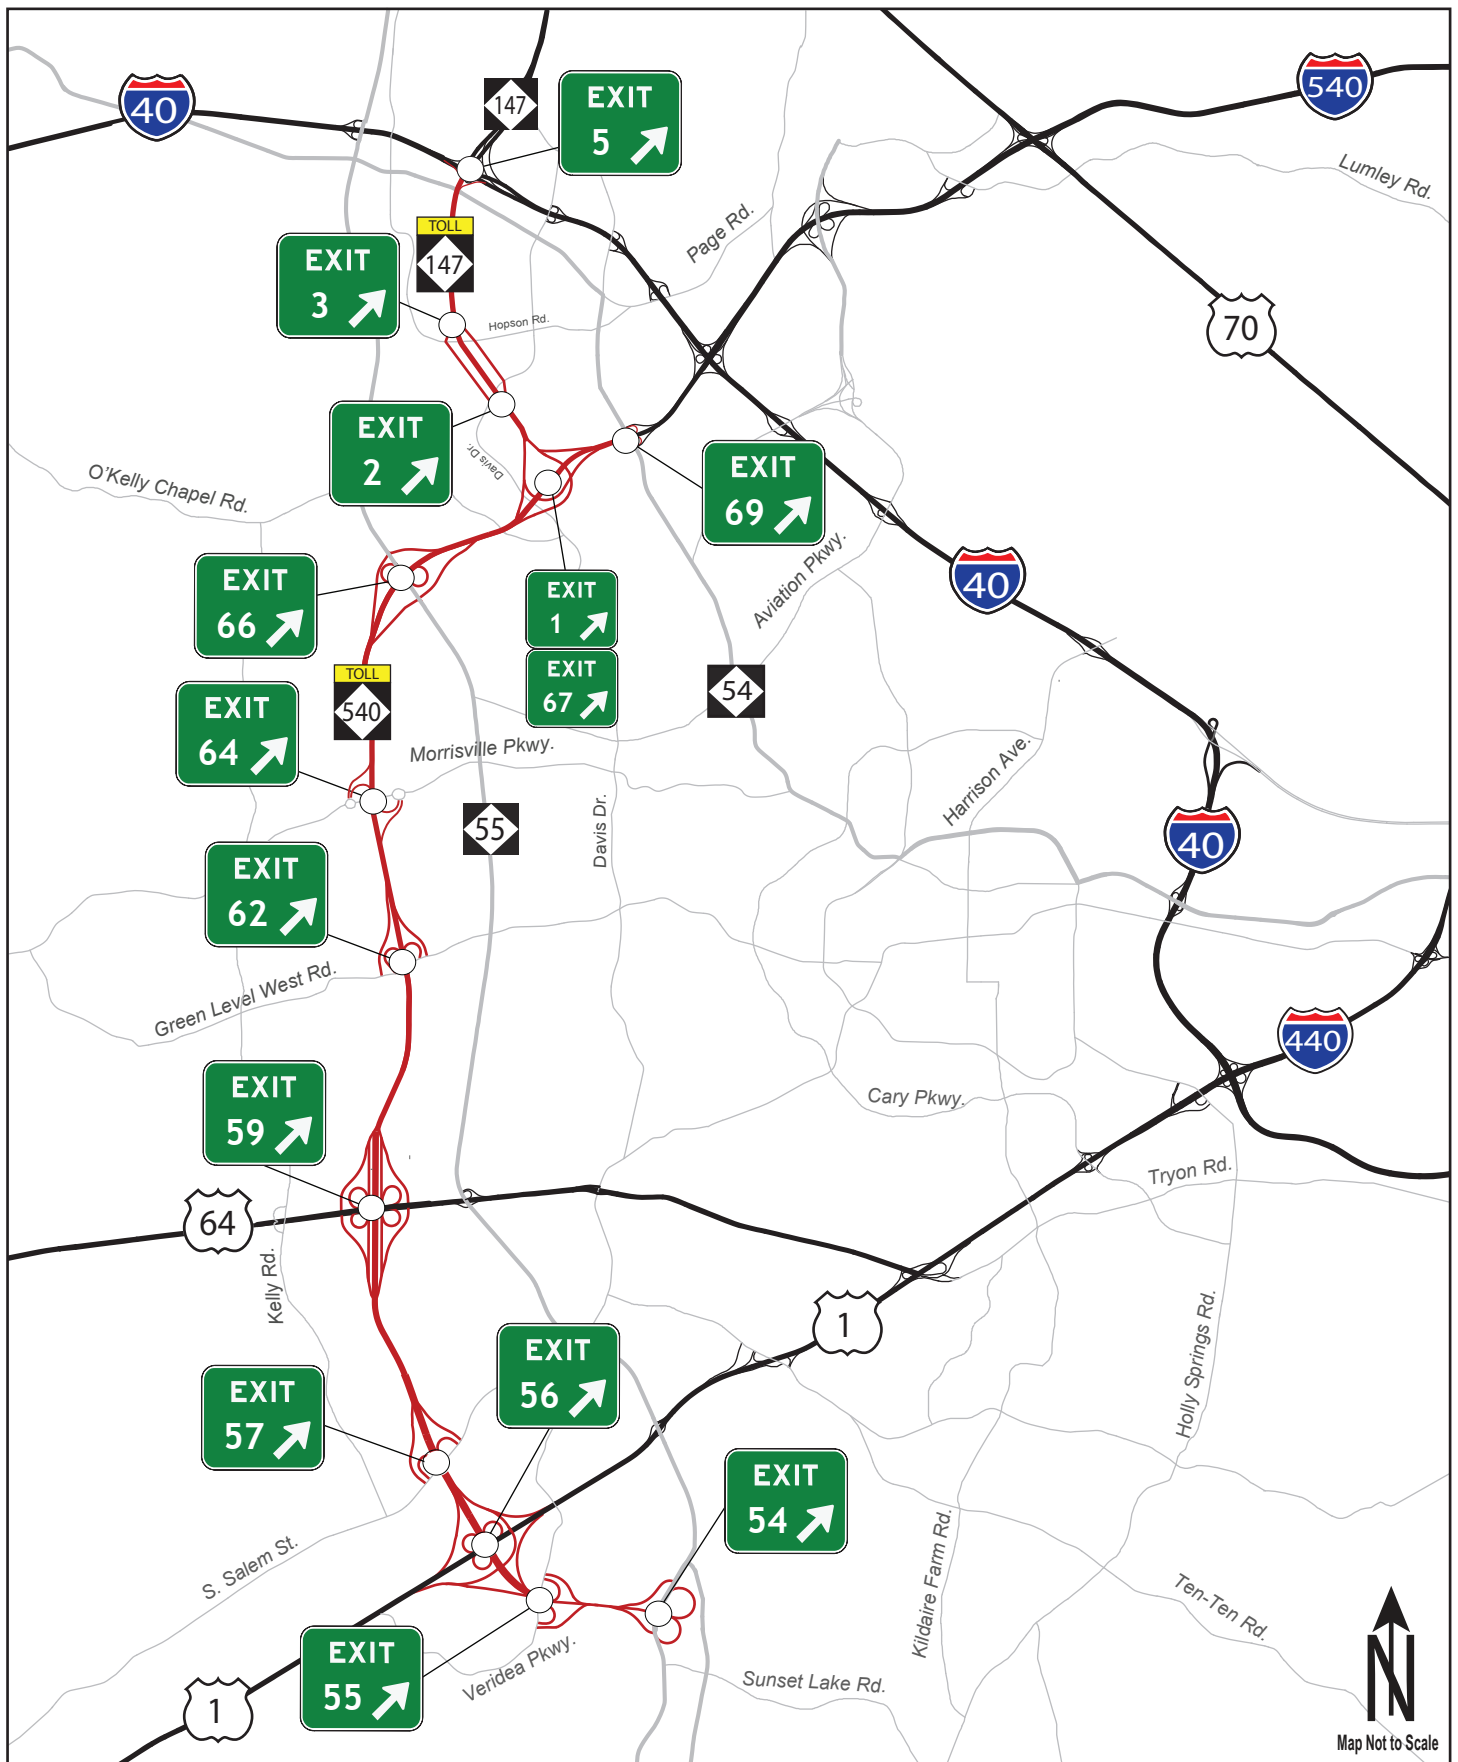 540
40
147
EXIT
5
Lumley Rd.
TOLL
147
Page Rd.
EXIT
3
Hopson Rd.
70
EXIT
2
Davis Dr.
O'Kelly Chapel Rd.
EXIT
69
Aviation Pkwy.
40
EXIT
66
EXIT
1
EXIT
67
TOLL
540
54
EXIT
64
Morrisville Pkwy.
Harrison Ave.
55
Davis Dr.
40
EXIT
62
Green Level West Rd.
440
EXIT
59
Cary Pkwy.
Tryon Rd.
64
Kelly Rd.
1
Holly Springs Rd.
EXIT
56
EXIT
57
EXIT
54
S. Salem St.
Kildaire Farm Rd.
Ten-Ten Rd.
EXIT
55
Veridea Pkwy.
Sunset Lake Rd.
1
N
Map Not to Scale